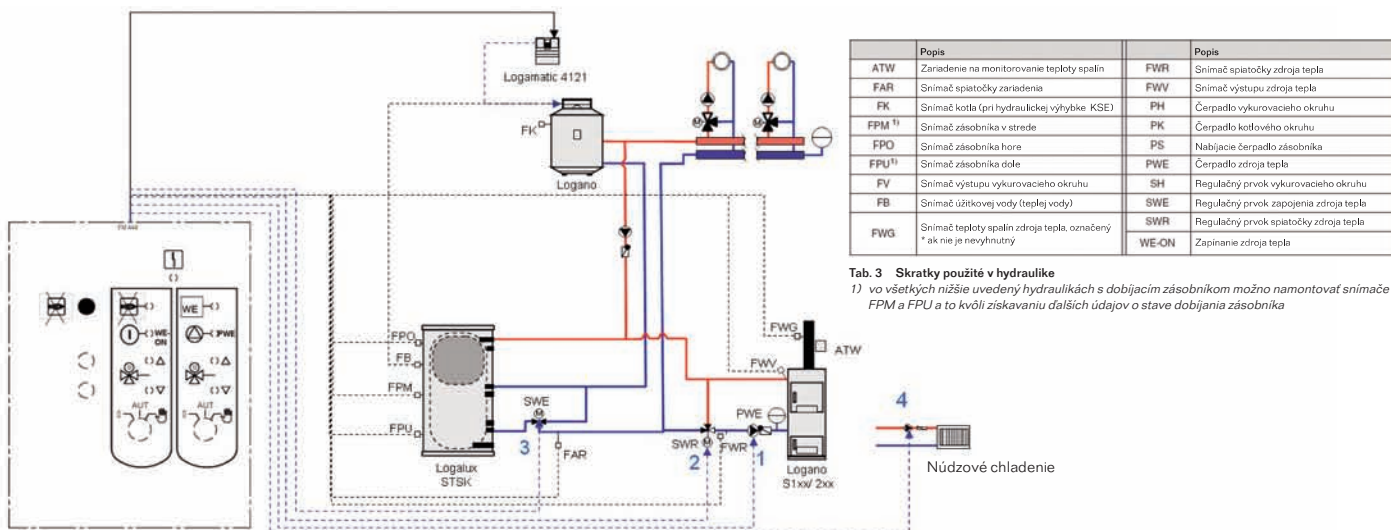 Logamatic 4121
FK
Logano
FM 444
WE-ON
WE
PWE
AUT
AUT
FPO
FB
FPM
FPU
Logalux
STSK
SWE
3
FAR
SWR
2
FWR
PWE
1
FWV
FWG
ATW
Logano
S1xx/ 2xx
4
Núdzové chladenie
M
M
M
M
Popis Popis
ATW Zariadenie na monitorovanie teploty spalín FWR Snímač spiatočky zdroja tepla
FAR Snímač spiatočky zariadenia FWV Snímač výstupu zdroja tepla
FK Snímač kotla (pri hydraulickej výhybke KSE) PH Čerpadlo vykurovacieho okruhu
FPM 1) Snímač zásobníka v strede PK Čerpadlo kotlového okruhu
FPO Snímač zásobníka hore PS Nabíjacie čerpadlo zásobníka
FPU1) Snímač zásobníka dole PWE Čerpadlo zdroja tepla
FV Snímač výstupu vykurovacieho okruhu SH Regulačný prvok vykurovacieho okruhu
FB Snímač úžitkovej vody (teplej vody) SWE Regulačný prvok zapojenia zdroja tepla
FWG Snímač teploty spalín zdroja tepla, označený SWR Regulačný prvok spiatočky zdroja tepla
* ak nie je nevyhnutný WE-ON Zapínanie zdroja tepla
Tab. 3 Skratky použité v hydraulike
1) vo všetkých nižšie uvedený hydraulikách s dobíjacím zásobníkom možno namontovať snímače
FPM a FPU a to kvôli získavaniu ďalších údajov o stave dobíjania zásobníka